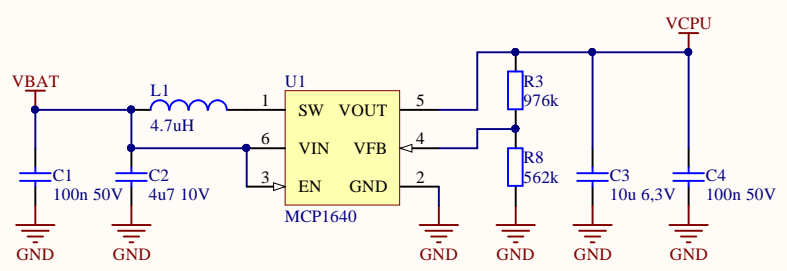 VCPU
VBAT
L1
4.7uH
U1
1
SW
VOUT
5
6
VIN
VFB
4
3
EN
GND
2
MCP1640
R3
976k
R8
562k
C1
100n 50V
C2
4u7 10V
C3
10u 6,3V
C4
100n 50V
GND
GND
GND
GND
GND
GND